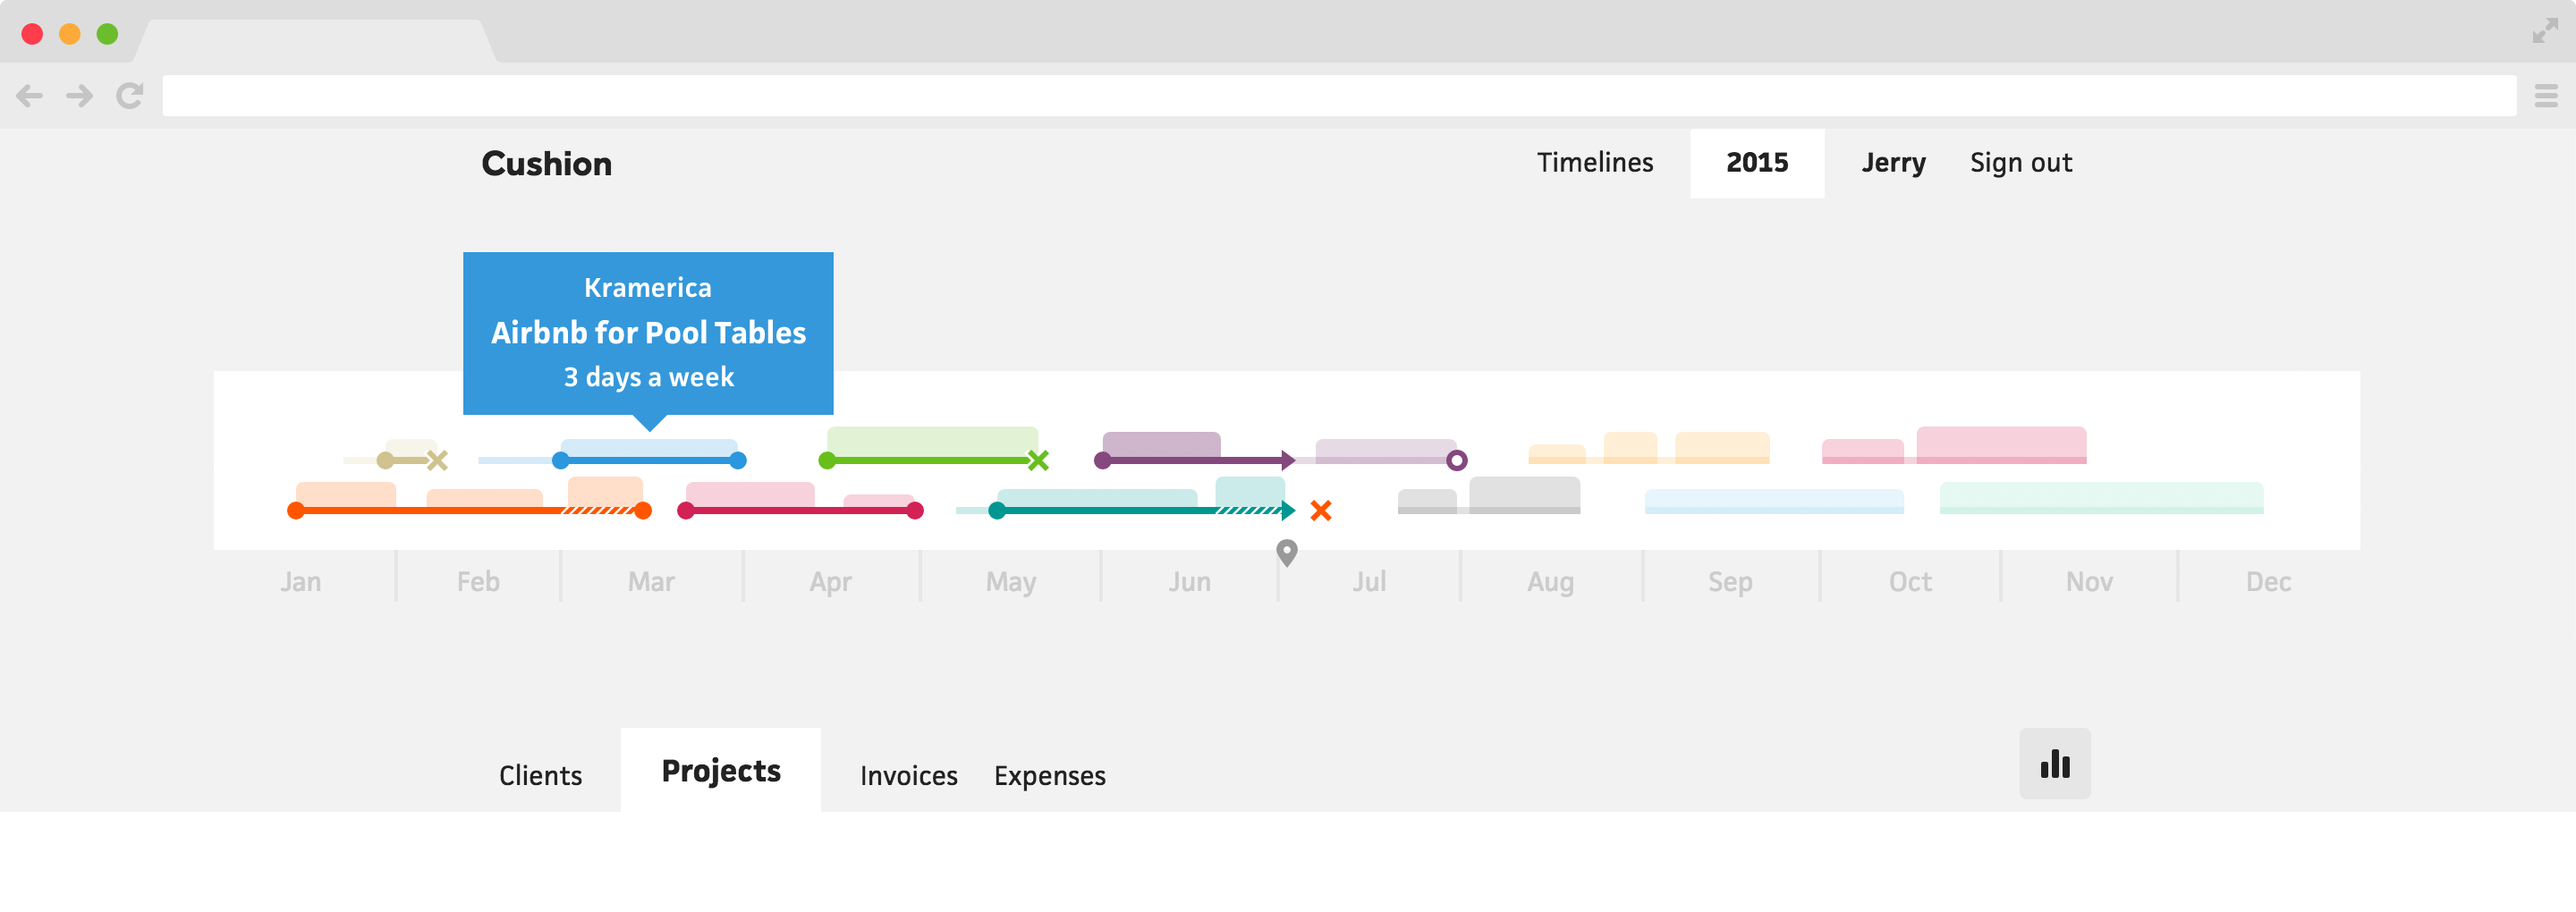 Cushion
Timelines 2015 Jerry Sign out
Kramerica
Airbnb for Pool Tables
3 days a week
Jan Feb Mar Apr May Jun Jul Aug Sep Oct Nov Dec
Clients Projects Invoices Expenses